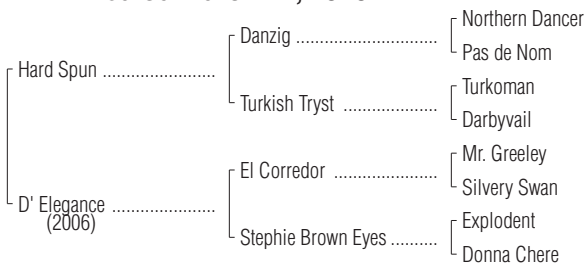 Northern Dancer
Danzig ................................
Pas de Nom
Hard Spun ..........................
Turkoman
Turkish Tryst .....................
Darbyvail
Mr. Greeley
El Corredor ........................
Silvery Swan
D' Elegance ........................
(2006)
Explodent
Stephie Brown Eyes ...........
Donna Chere